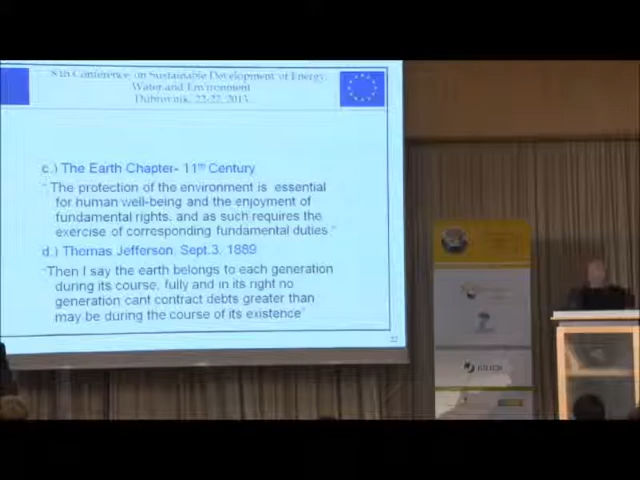 8th Conference on Sustainable Development of Energy,
Water and Environment
Dubrovnik, 22-27, 2013
c.) The Earth Chapter- 11th Century
“The protection of the environment is essential
for human well-being and the enjoyment of
fundamental rights, and as such requires the
exercise of corresponding fundamental duties.”
d.) Thomas Jefferson, Sept.3, 1889
“Then I say the earth belongs to each generation
during its course, fully and in its right no
generation cant contract debts greater than
may be during the course of its existence”